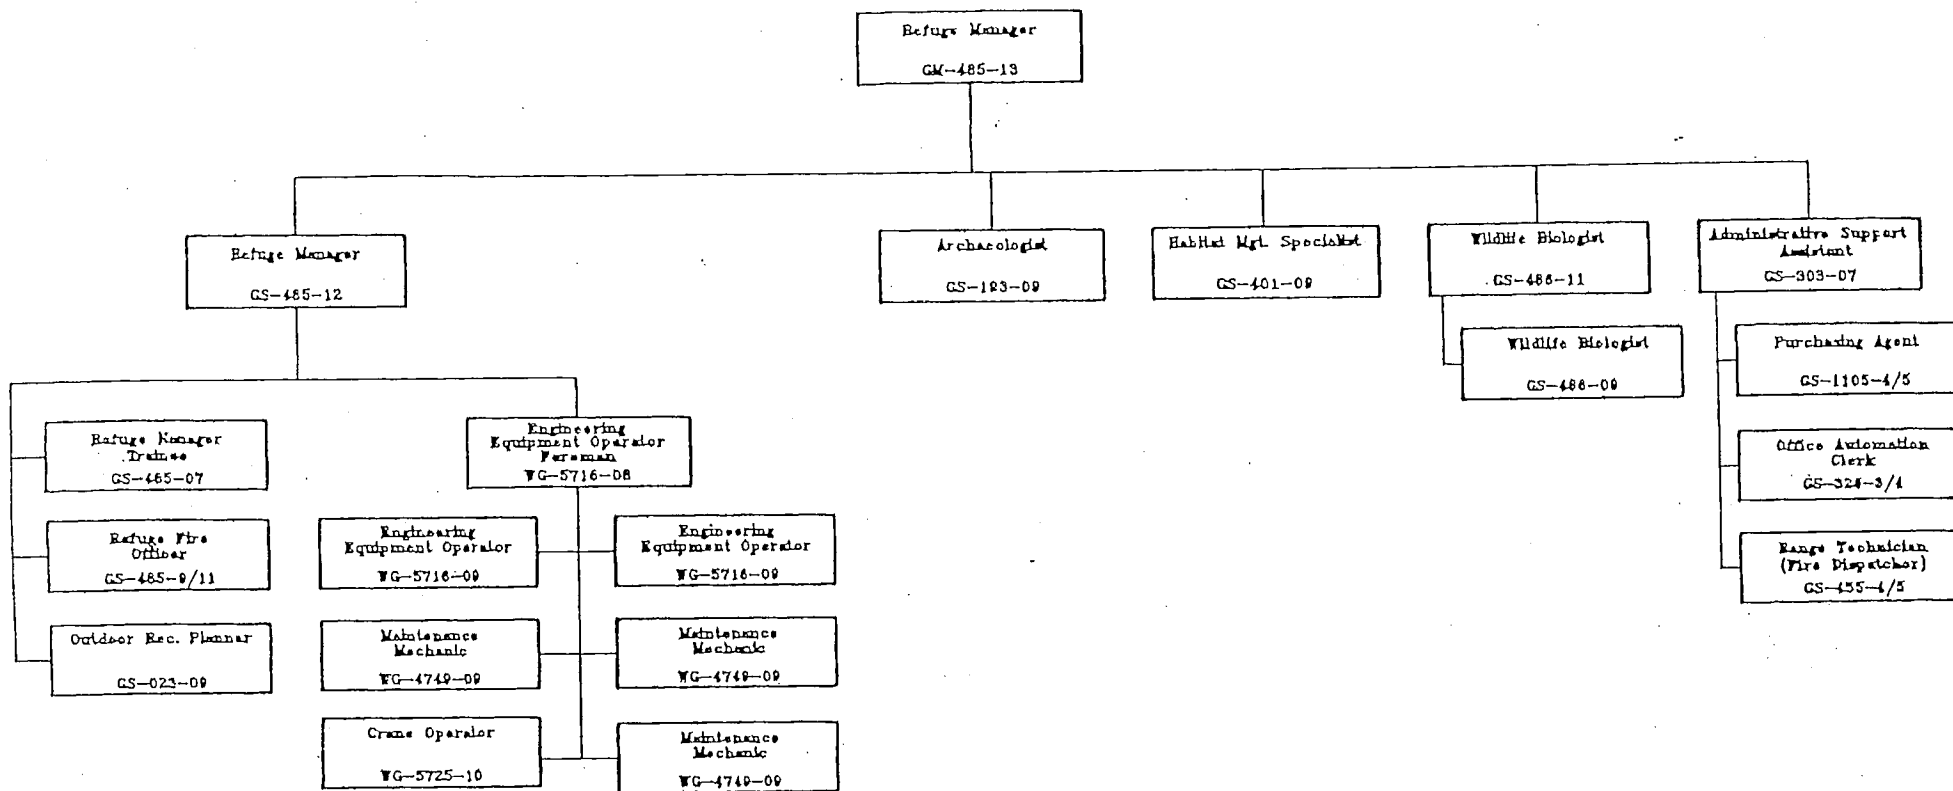 Refuge Manager
GM-485-13
Refuge Manager
GS-485-12
Archaeologist
GS-193-09
Habitat Mgt. Specialist
GS-401-09
Wildlife Biologist
GS-486-11
Administrative Support
Assistant
GS-303-07
Wildlife Biologist
GS-486-09
Purchasing Agent
GS-1105-4/5
Office Automation
Clerk
GS-326-3/4
Range Technician
(Fire Dispatcher)
GS-455-4/5
Refuge Manager
Trainee
GS-485-07
Refuge Fire
Officer
GS-485-9/11
Outdoor Rec. Planner
GS-023-09
Engineering
Equipment Operator
Foreman
WG-5716-08
Engineering
Equipment Operator
WG-5716-09
Engineering
Equipment Operator
WG-5716-09
Maintenance
Mechanic
WG-4749-09
Maintenance
Mechanic
WG-4749-09
Crane Operator
WG-5725-10
Maintenance
Mechanic
WG-4749-09